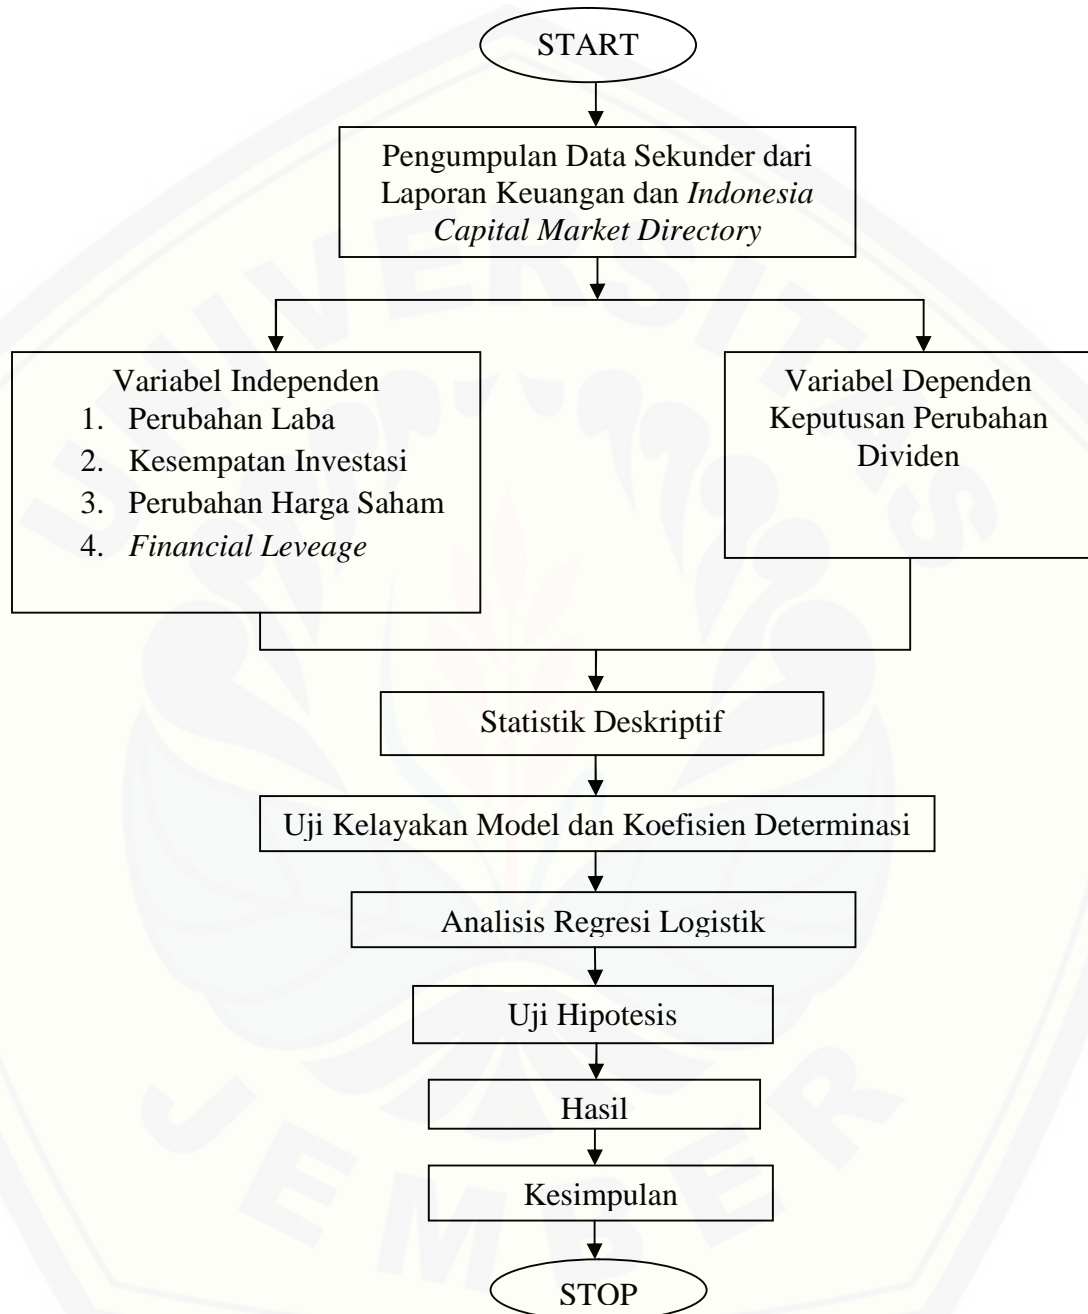 START
Pengumpulan Data Sekunder dari
Laporan Keuangan dan Indonesia
Capital Market Directory
Variabel Independen
1. Perubahan Laba
2. Kesempatan Investasi
3. Perubahan Harga Saham
4. Financial Leveage
Variabel Dependen
Keputusan Perubahan
Dividen
Statistik Deskriptif
Uji Kelayakan Model dan Koefisien Determinasi
Analisis Regresi Logistik
Uji Hipotesis
Hasil
Kesimpulan
STOP
UNIVERSITAS
JEMBER